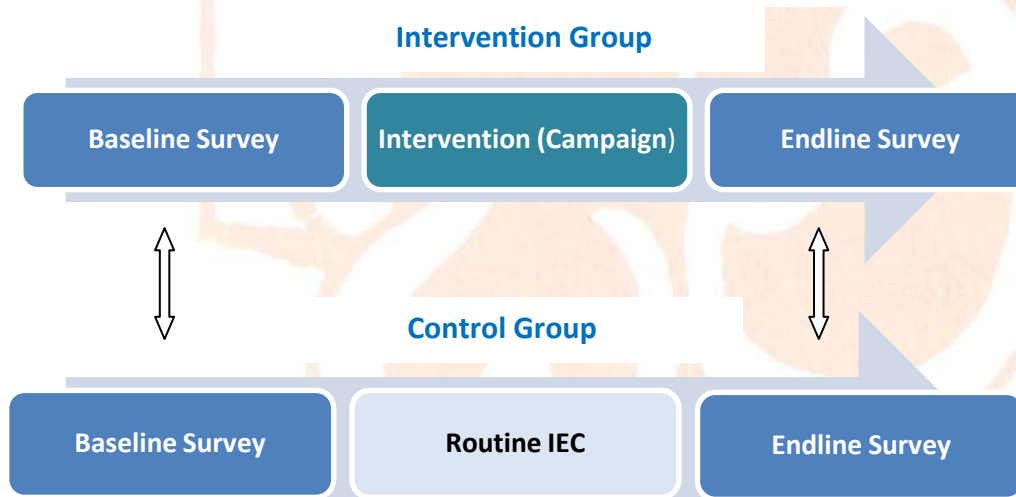 Intervention Group
Baseline Survey
Intervention (Campaign)
Endline Survey
Control Group
Baseline Survey
Routine IEC
Endline Survey